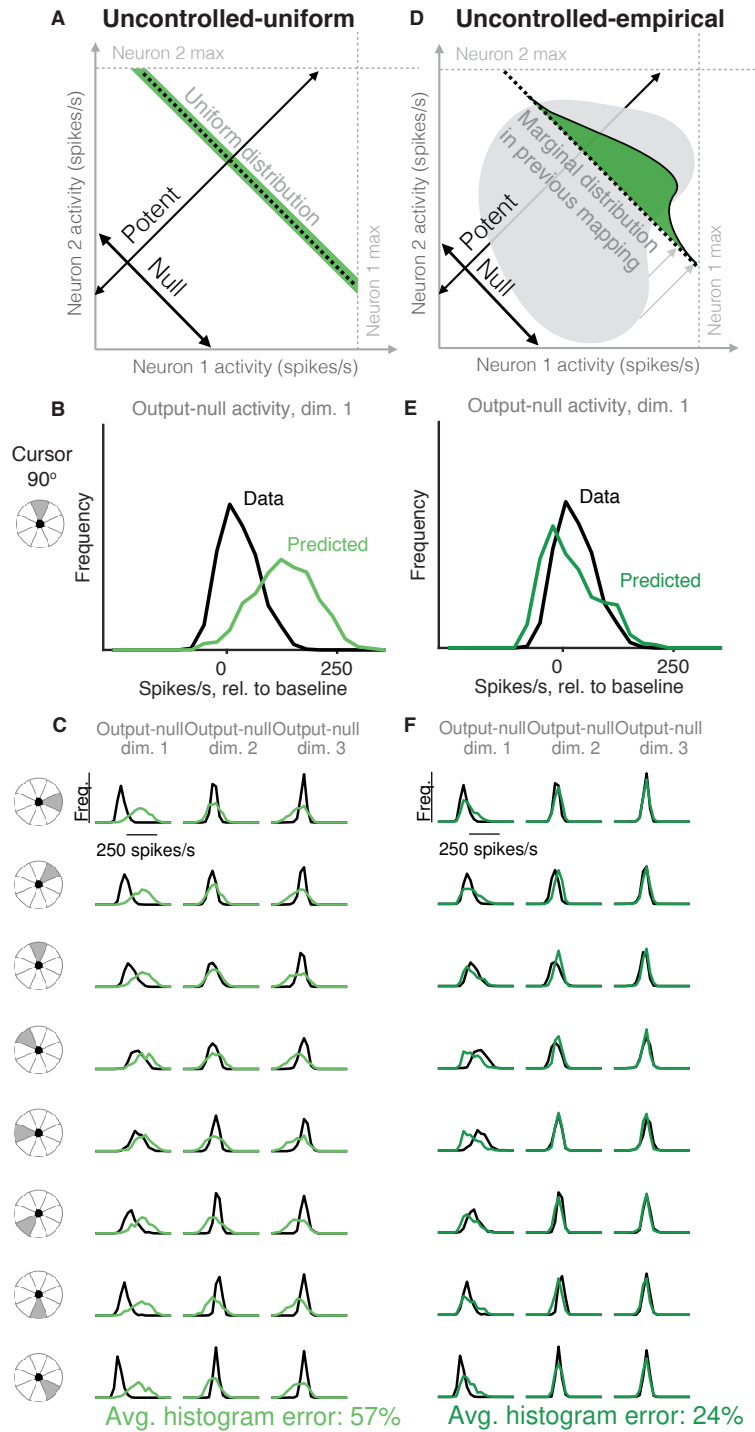 A Uncontrolled-uniform
Neuron 2 max
Neuron 2 activity (spikes/s)
Uniform distribution
Potent
Null
Neuron 1 max
Neuron 1 activity (spikes/s)
D Uncontrolled-empirical
Neuron 2 max
Neuron 2 activity (spikes/s)
Marginal distribution
in previous mapping
Potent
Null
Neuron 1 max
Neuron 1 activity (spikes/s)
B Output-null activity, dim. 1
Cursor
90º
Frequency
Data
Predicted
0 250
Spikes/s, rel. to baseline
E Output-null activity, dim. 1
Frequency
Data
Predicted
0 250
Spikes/s, rel. to baseline
C Output-null Output-null Output-null
dim. 1 dim. 2 dim. 3
Freq.
250 spikes/s
Avg. histogram error: 57%
F Output-null Output-null Output-null
dim. 1 dim. 2 dim. 3
Freq.
250 spikes/s
Avg. histogram error: 24%